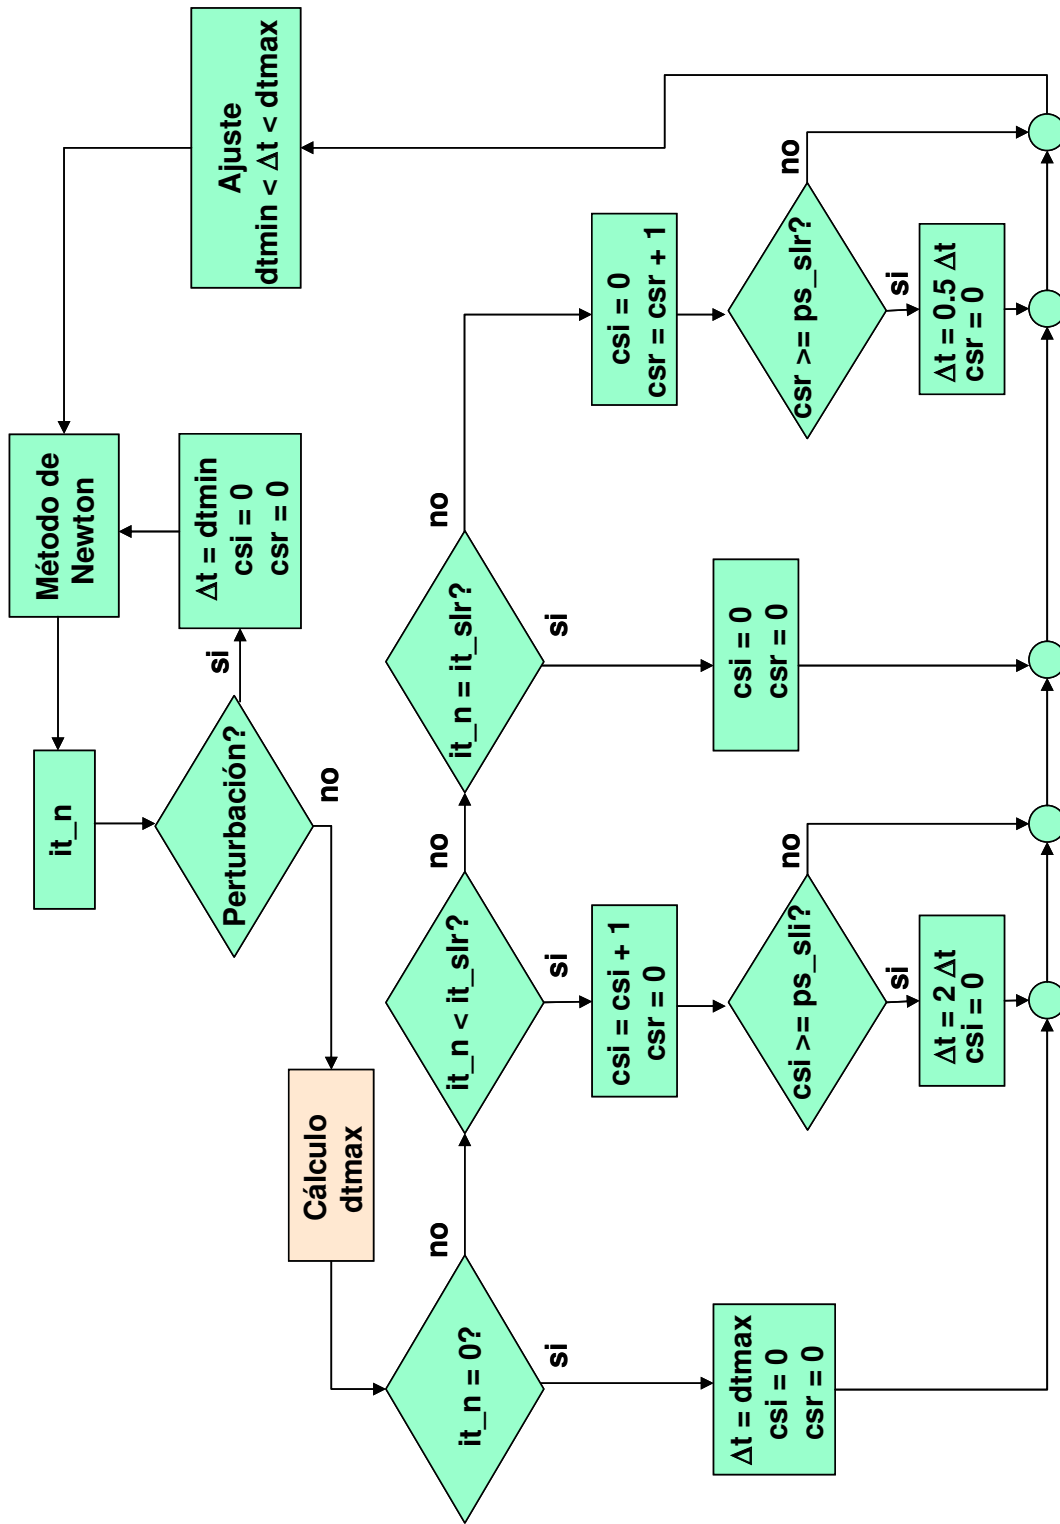 Método de
Newton
it_n
Perturbación?
si
Δt = dtmin
csi = 0
csr = 0
no
Cálculo
dtmax
Ajuste
dtmin < Δt < dtmax
it_n = 0?
no
si
it_n < it_slr?
no
si
it_n = it_slr?
no
si
Δt = dtmax
csi = 0
csr = 0
csi = csi + 1
csr = 0
csi >= ps_sli?
no
si
Δt = 2 Δt
csi = 0
csi = 0
csr = 0
csi = 0
csr = csr + 1
csr >= ps_slr?
no
si
Δt = 0.5 Δt
csr = 0